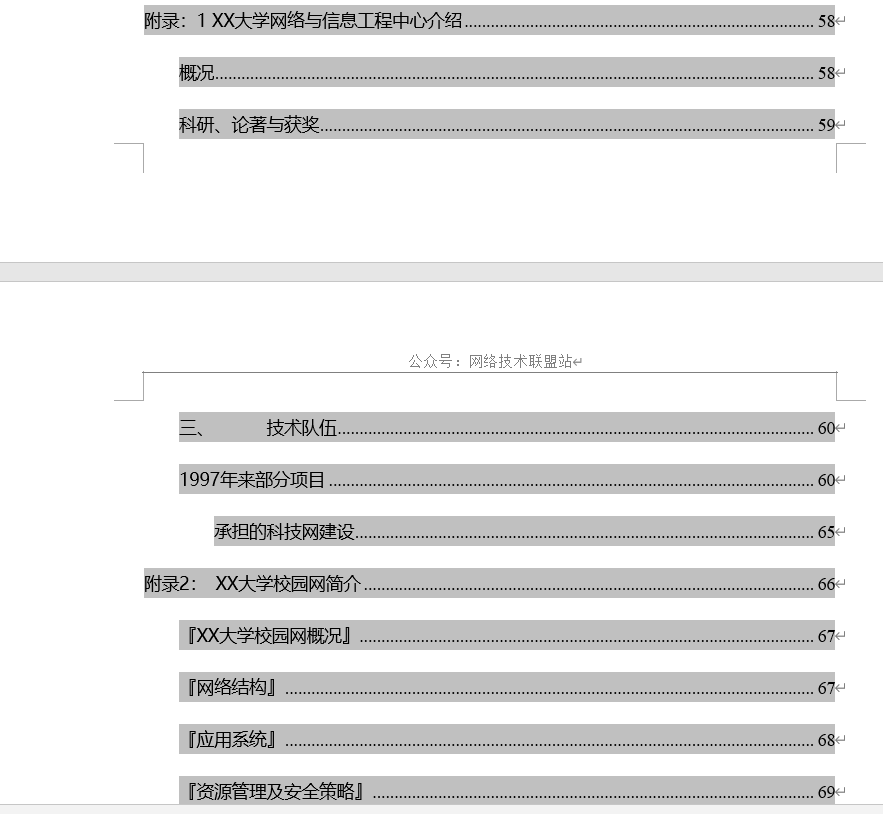 附录：1 XX大学网络与信息工程中心介绍 58
概况 58
科研、论著与获奖 59
公众号：网络技术联盟站
三、 技术队伍 60
1997年来部分项目 60
承担的科技网建设 65
附录2： XX大学校园网简介 66
『XX大学校园网概况』 67
『网络结构』 67
『应用系统』 68
『资源管理及安全策略』 69